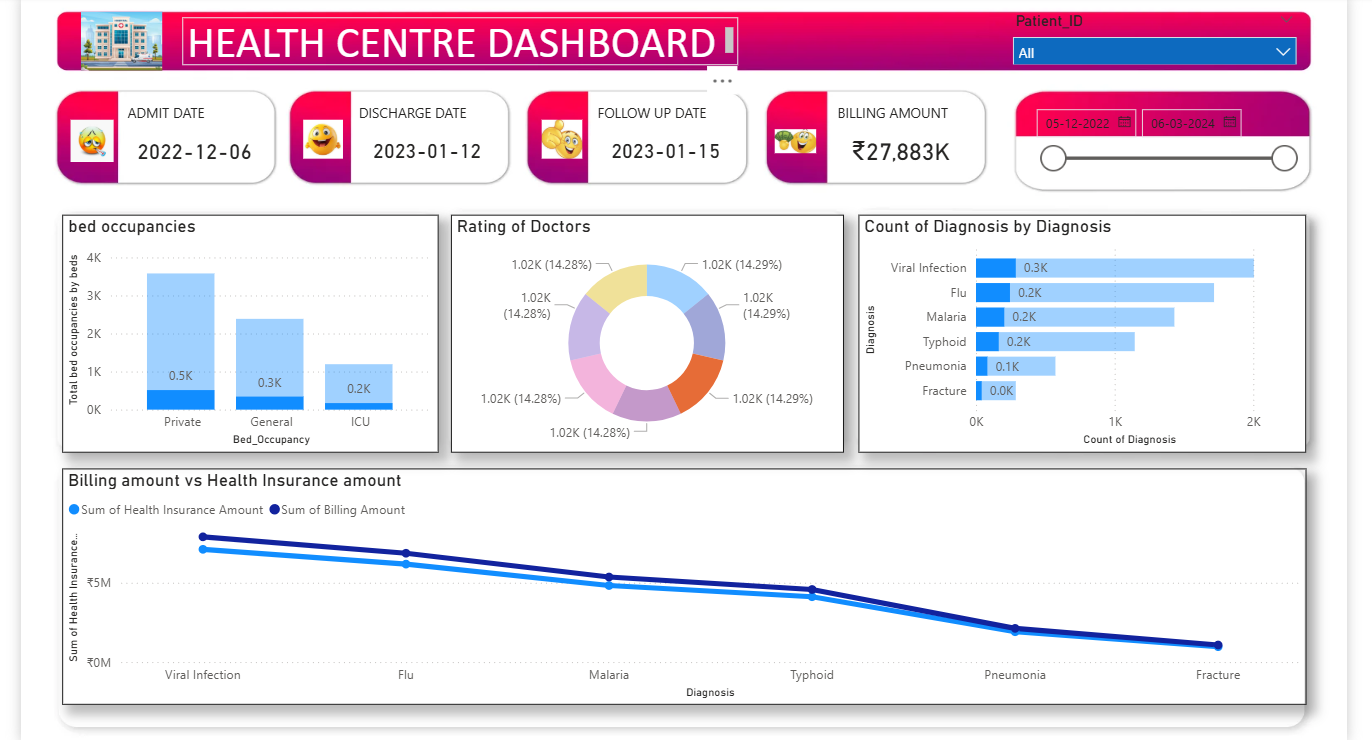 HEALTH CENTRE DASHBOARD
Patient_ID
All
ADMIT DATE
2022-12-06
DISCHARGE DATE
2023-01-12
FOLLOW UP DATE
2023-01-15
BILLING AMOUNT
₹27,883K
05-12-2022
06-03-2024
bed occupancies
Total bed occupancies by beds
4K
3K
2K
1K
0K
0.5K
0.3K
0.2K
Private
General
ICU
Bed_Occupancy
Rating of Doctors
1.02K (14.28%)
1.02K (14.29%)
1.02K
(14.28%)
1.02K
(14.29%)
1.02K (14.28%)
1.02K (14.29%)
1.02K (14.28%)
Count of Diagnosis by Diagnosis
Diagnosis
Viral Infection
0.3K
Flu
0.2K
Malaria
0.2K
Typhoid
0.2K
Pneumonia
0.1K
Fracture
0.0K
0K
1K
2K
Count of Diagnosis
Billing amount vs Health Insurance amount
Sum of Health Insurance Amount
Sum of Billing Amount
Sum of Health Insurance...
₹5M
₹0M
Viral Infection
Flu
Malaria
Typhoid
Pneumonia
Fracture
Diagnosis